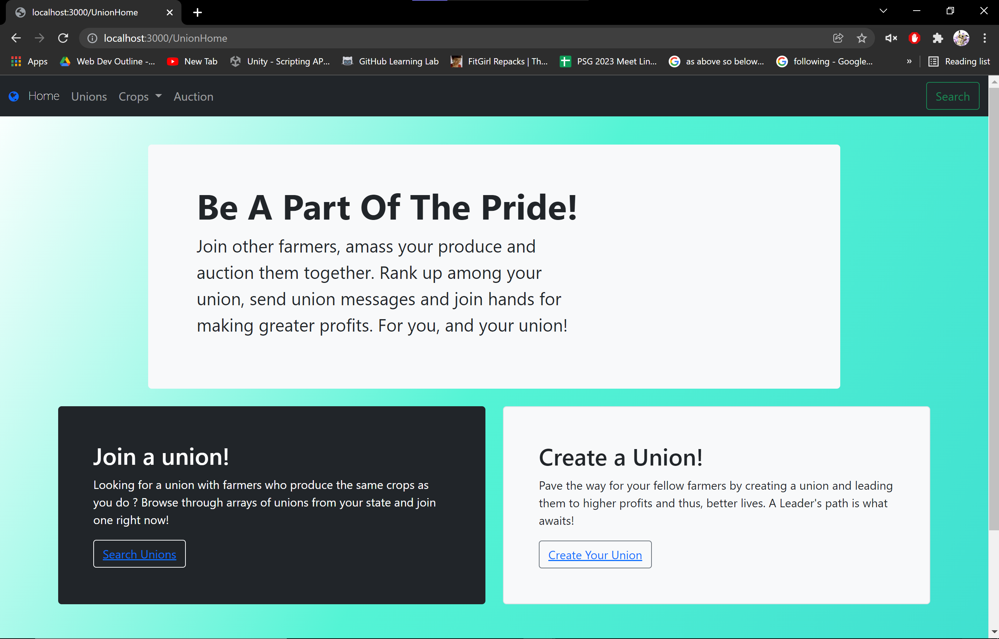 localhost:3000/UnionHome
localhost:3000/UnionHome
Apps Web Dev Outline -... New Tab Unity - Scripting AP... GitHub Learning Lab FitGirl Repacks | Th... PSG 2023 Meet Lin... as above so below... following - Google... » Reading list
Home Unions Crops Auction Search
Be A Part Of The Pride!
Join other farmers, amass your produce and
auction them together. Rank up among your
union, send union messages and join hands for
making greater profits. For you, and your union!
Join a union!
Looking for a union with farmers who produce the same crops as
you do ? Browse through arrays of unions from your state and join
one right now!
Search Unions
Create a Union!
Pave the way for your fellow farmers by creating a union and leading
them to higher profits and thus, better lives. A Leader's path is what
awaits!
Create Your Union